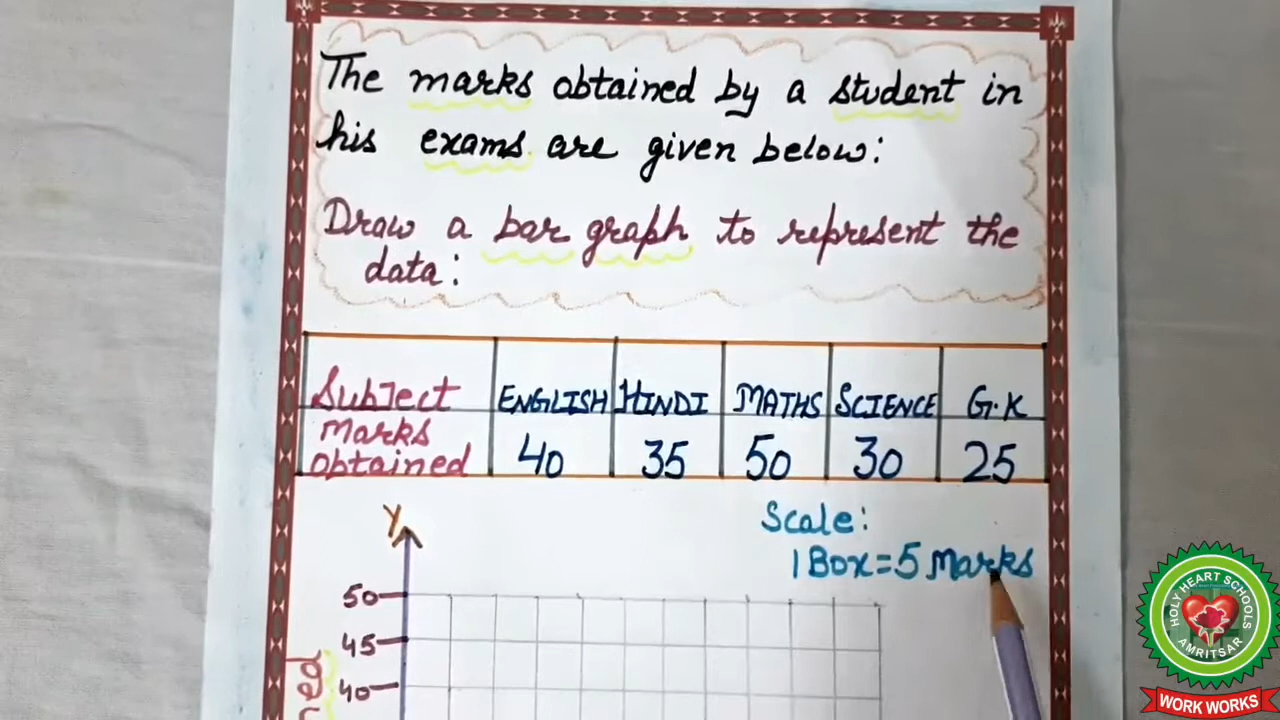 The marks obtained by a student in
his exams are given below:
Draw a bar graph to represent the
data:
Subject ENGLISH HINDI MATHS SCIENCE G.K
Marks
obtained 40 35 50 30 25
Scale:
1 Box = 5 Marks
Y
50
45
40
HOLY HEART SCHOOLS
AMRITSAR
WORK WORKS